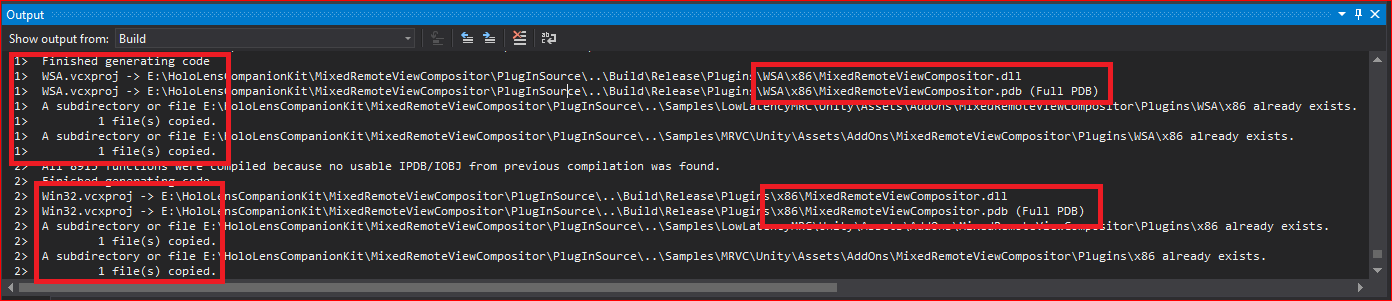 Output
Show output from: Build
1> Finished generating code
1> WSA.vcxproj -> E:\HoloLensCompanionKit\MixedRemoteViewCompositor\PlugInSource\..\Build\Release\Plugins\WSA\x86\MixedRemoteViewCompositor.dll
1> WSA.vcxproj -> E:\HoloLensCompanionKit\MixedRemoteViewCompositor\PlugInSource\..\Build\Release\Plugins\WSA\x86\MixedRemoteViewCompositor.pdb (Full PDB)
1> A subdirectory or file E:\HoloLensCompanionKit\MixedRemoteViewCompositor\PlugInSource\..\Samples\LowLatencyMRC\Unity\Assets\AddOns\MixedRemoteViewCompositor\Plugins\WSA\x86 already exists.
1> 1 file(s) copied.
1> A subdirectory or file E:\HoloLensCompanionKit\MixedRemoteViewCompositor\PlugInSource\..\Samples\MRVC\Unity\Assets\AddOns\MixedRemoteViewCompositor\Plugins\WSA\x86 already exists.
1> 1 file(s) copied.
2> All 6915 functions were compiled because no usable IPDB/IOBJ from previous compilation was found.
2> Finished generating code
2> Win32.vcxproj -> E:\HoloLensCompanionKit\MixedRemoteViewCompositor\PlugInSource\..\Build\Release\Plugins\x86\MixedRemoteViewCompositor.dll
2> Win32.vcxproj -> E:\HoloLensCompanionKit\MixedRemoteViewCompositor\PlugInSource\..\Build\Release\Plugins\x86\MixedRemoteViewCompositor.pdb (Full PDB)
2> A subdirectory or file E:\HoloLensCompanionKit\MixedRemoteViewCompositor\PlugInSource\..\Samples\LowLatencyMRC\Unity\Assets\AddOns\MixedRemoteViewCompositor\Plugins\x86 already exists.
2> 1 file(s) copied.
2> A subdirectory or file E:\HoloLensCompanionKit\MixedRemoteViewCompositor\PlugInSource\..\Samples\MRVC\Unity\Assets\AddOns\MixedRemoteViewCompositor\Plugins\x86 already exists.
2> 1 file(s) copied.